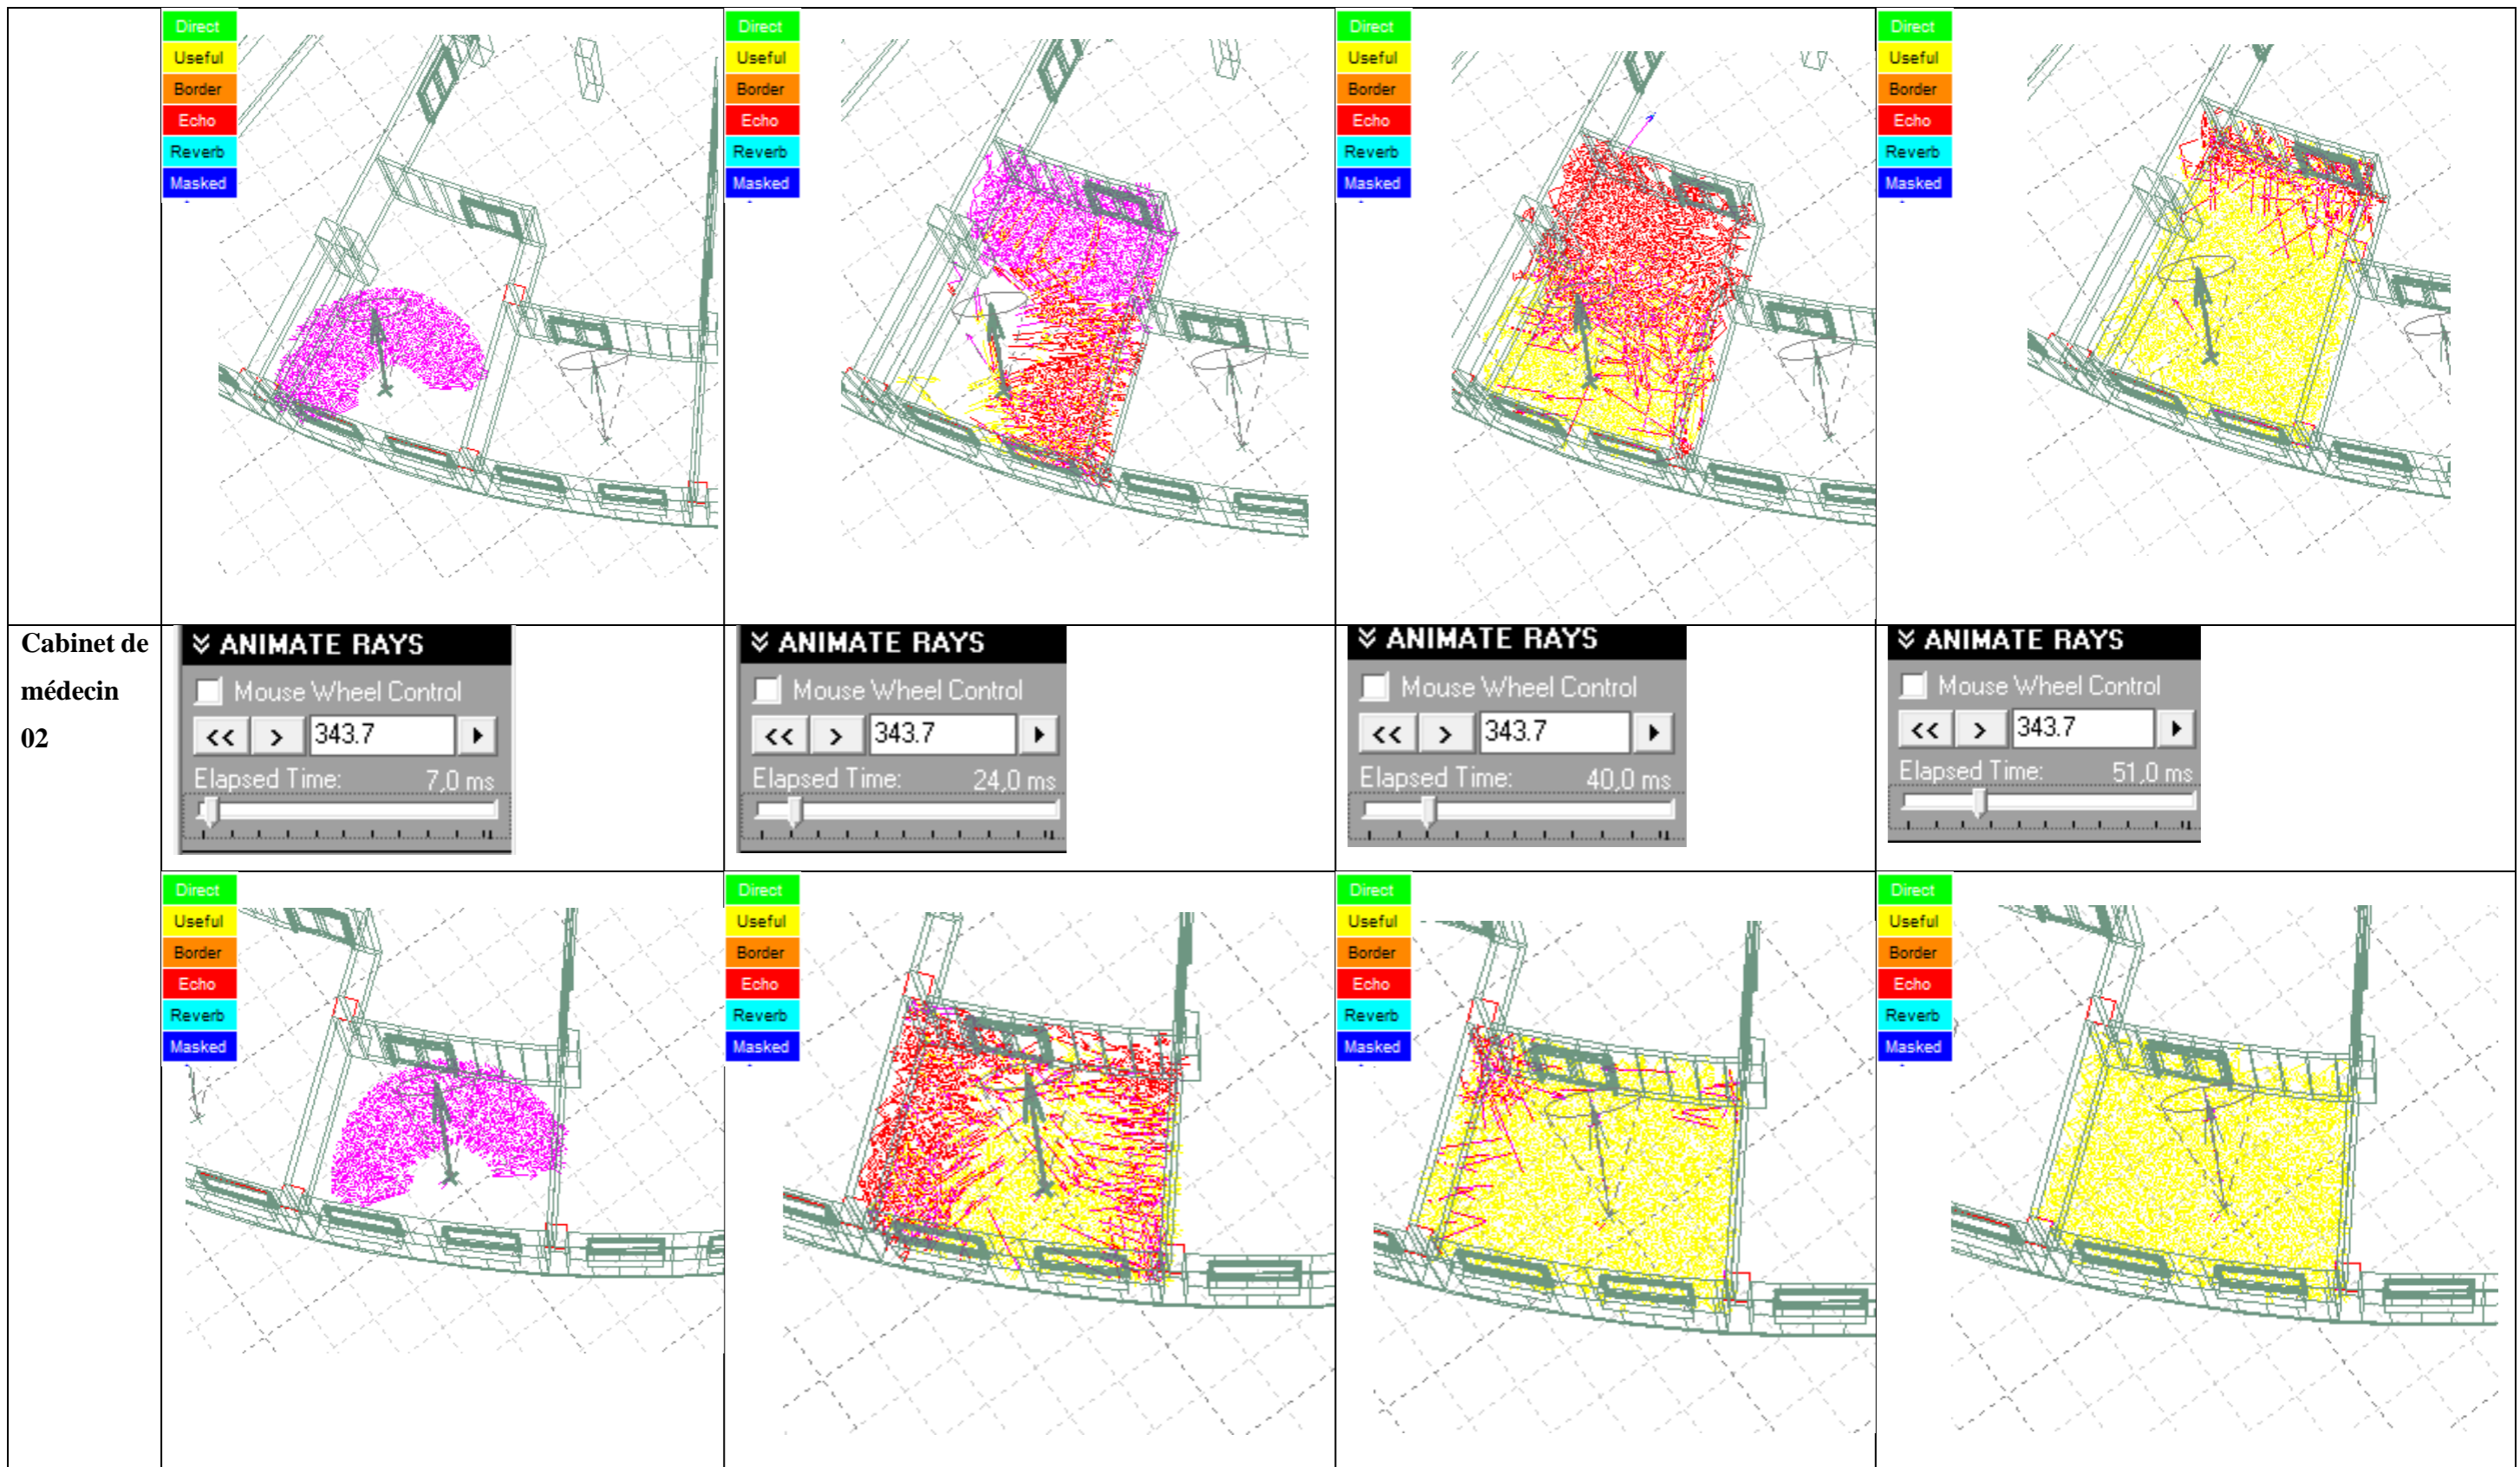 Direct
Useful
Border
Echo
Reverb
Masked
Direct
Useful
Border
Echo
Reverb
Masked
Direct
Useful
Border
Echo
Reverb
Masked
Direct
Useful
Border
Echo
Reverb
Masked
Cabinet de
médecin
02
ANIMATE RAYS
Mouse Wheel Control
<< > 343.7
Elapsed Time: 7,0 ms
ANIMATE RAYS
Mouse Wheel Control
<< > 343.7
Elapsed Time: 24,0 ms
ANIMATE RAYS
Mouse Wheel Control
<< > 343.7
Elapsed Time: 40,0 ms
ANIMATE RAYS
Mouse Wheel Control
<< > 343.7
Elapsed Time: 51,0 ms
Direct
Useful
Border
Echo
Reverb
Masked
Direct
Useful
Border
Echo
Reverb
Masked
Direct
Useful
Border
Echo
Reverb
Masked
Direct
Useful
Border
Echo
Reverb
Masked